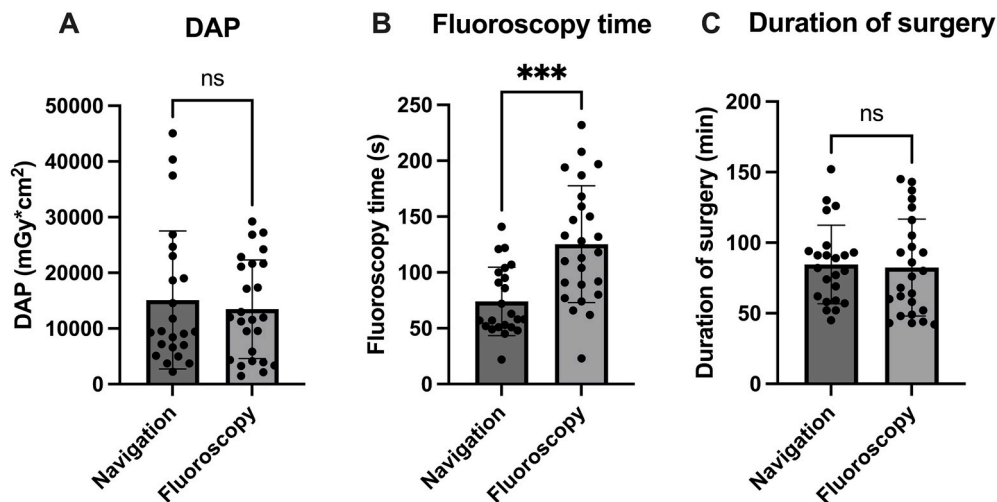 A
DAP
ns
DAP (mGy*cm²)
50000
40000
30000
20000
10000
0
Navigation
Fluoroscopy
B
Fluoroscopy time
***
Fluoroscopy time (s)
250
200
150
100
50
0
Navigation
Fluoroscopy
C
Duration of surgery
ns
Duration of surgery (min)
200
150
100
50
0
Navigation
Fluoroscopy